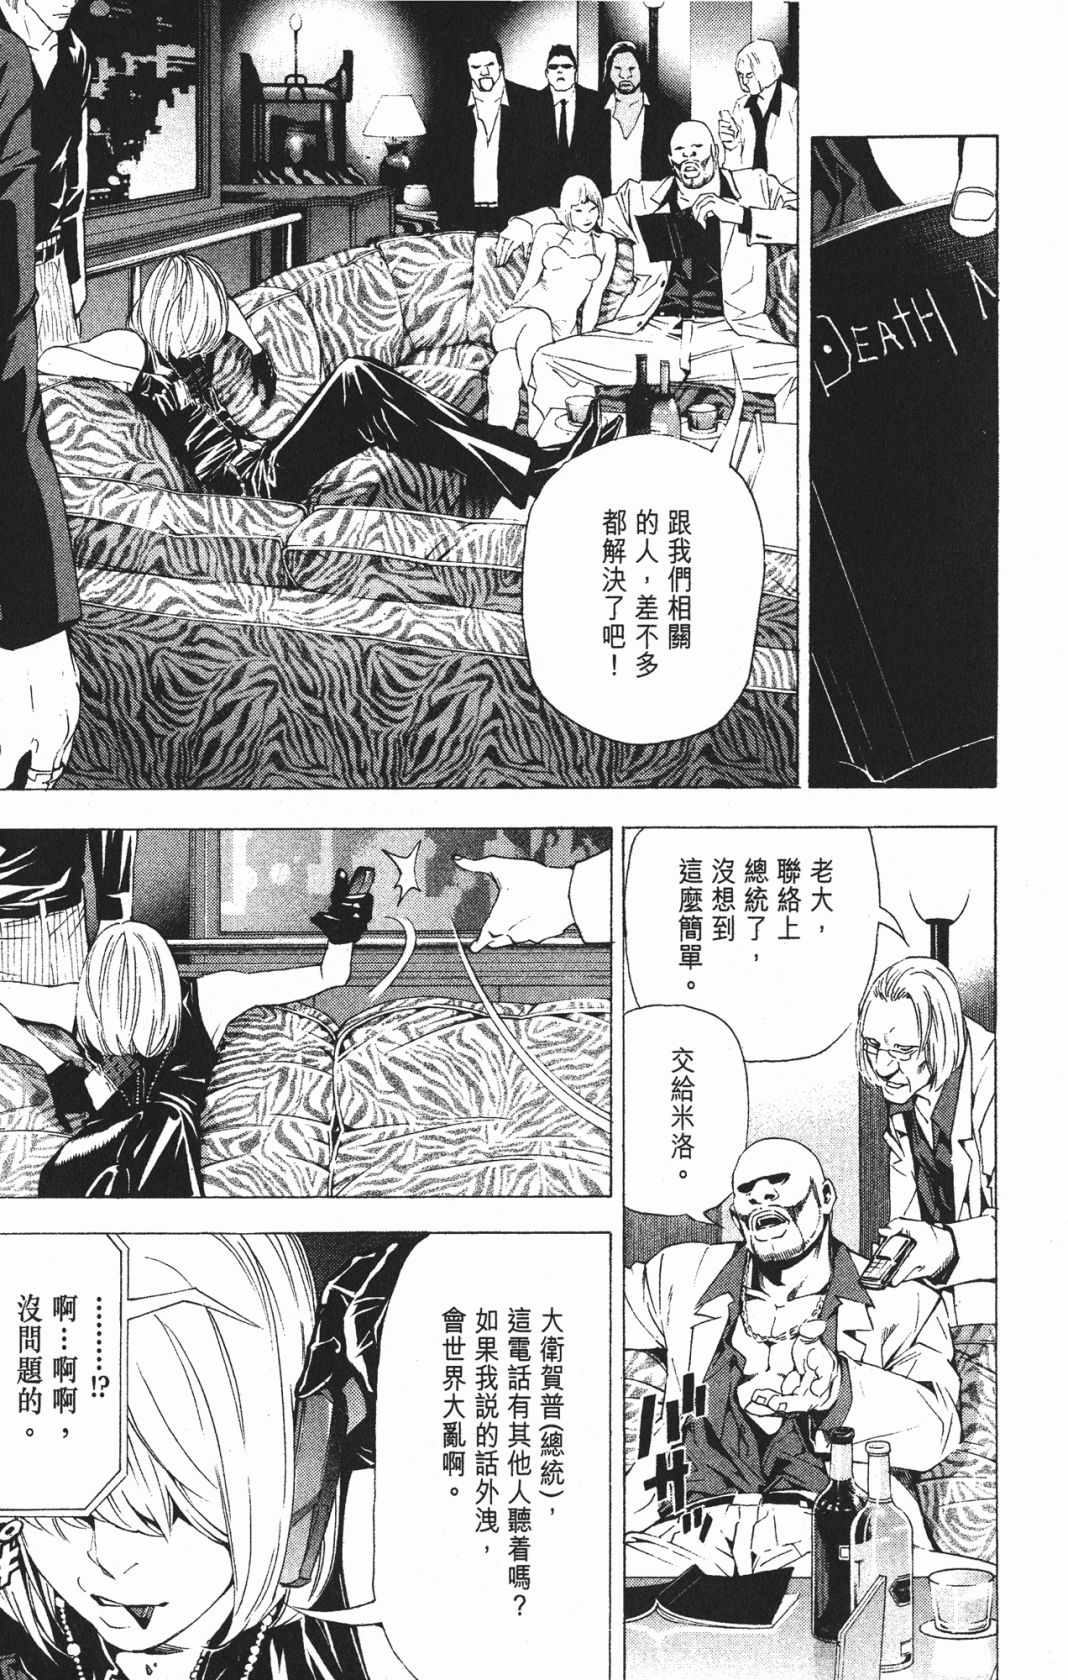 DEATH N
跟我們相關
的人，差不多
都解決了吧！
老大，
聯絡上
總統了，
沒想到
這麼簡單。
交給米洛。
大衛賀普(總統)，
這電話有其他人聽着嗎？
如果我說的話外洩，
會世界大亂啊。
…………!?
啊…啊啊，
沒問題的。